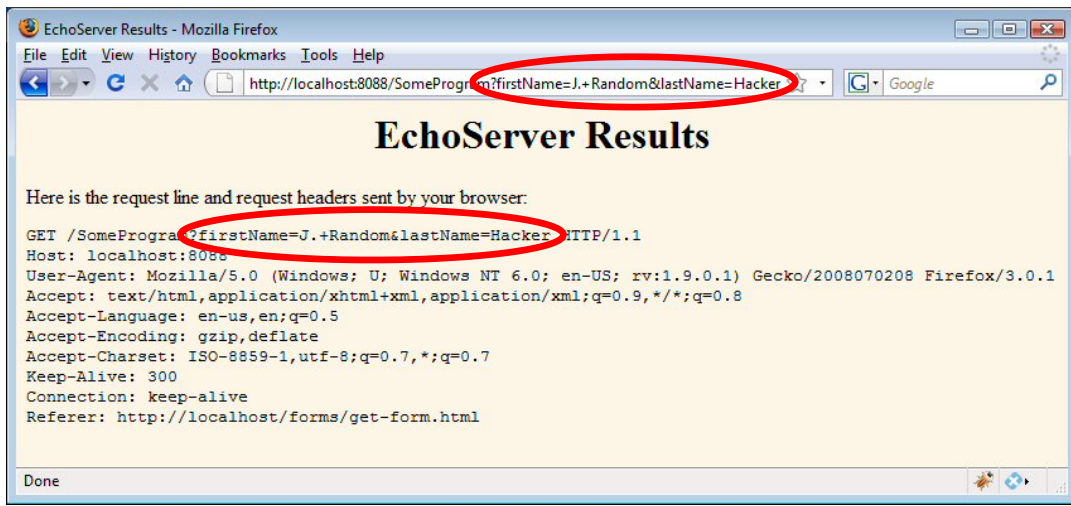 EchoServer Results - Mozilla Firefox
File Edit View History Bookmarks Tools Help
http://localhost:8088/SomeProgram?firstName=J.+Random&lastName=Hacker G Google
EchoServer Results
Here is the request line and request headers sent by your browser:
GET /SomeProgram?firstName=J.+Random&lastName=Hacker HTTP/1.1
Host: localhost:8088
User-Agent: Mozilla/5.0 (Windows; U; Windows NT 6.0; en-US; rv:1.9.0.1) Gecko/2008070208 Firefox/3.0.1
Accept: text/html,application/xhtml+xml,application/xml;q=0.9,*/*;q=0.8
Accept-Language: en-us,en;q=0.5
Accept-Encoding: gzip,deflate
Accept-Charset: ISO-8859-1,utf-8;q=0.7,*;q=0.7
Keep-Alive: 300
Connection: keep-alive
Referer: http://localhost/forms/get-form.html
Done